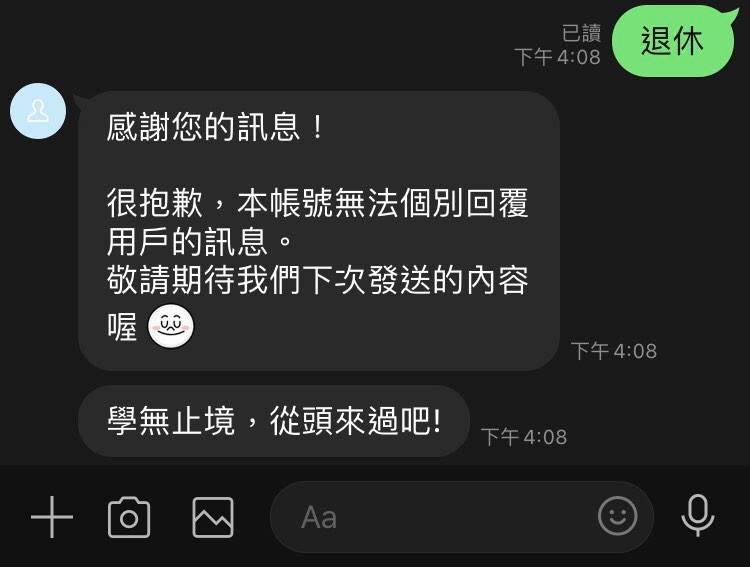 退休
已讀
下午 4:08
感謝您的訊息！
很抱歉，本帳號無法個別回覆
用戶的訊息。
敬請期待我們下次發送的內容
喔
下午 4:08
學無止境，從頭來過吧!
下午 4:08
Aa